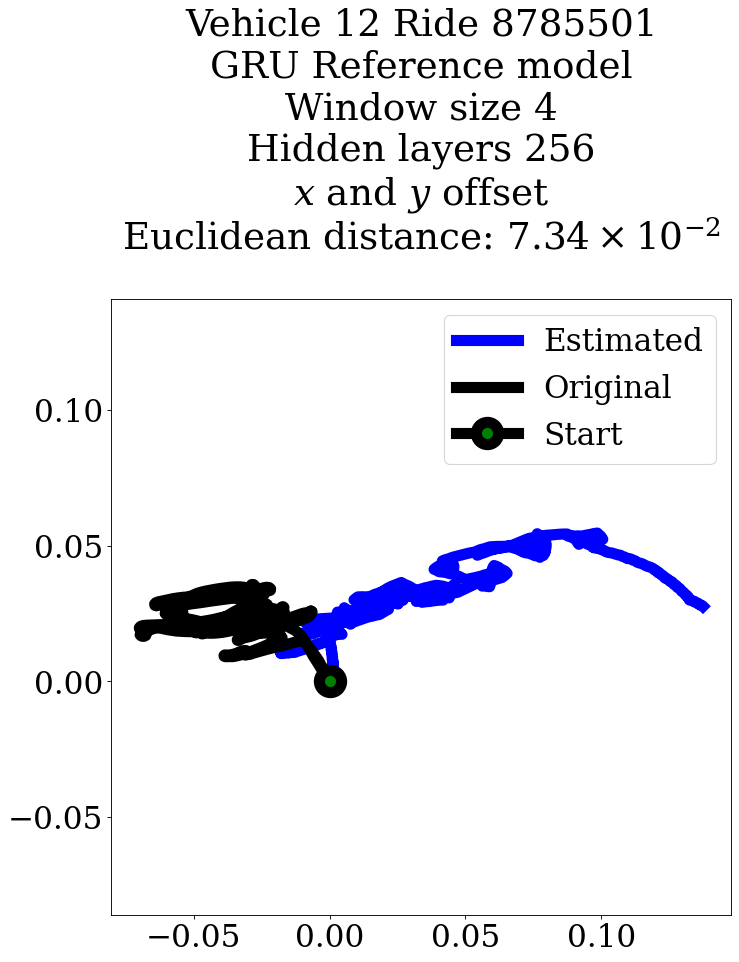 Vehicle 12 Ride 8785501
GRU Reference model
Window size 4
Hidden layers 256
x and y offset
Euclidean distance: 7.34 × 10⁻²
Estimated
Original
Start
0.10
0.05
0.00
−0.05
−0.05 0.00 0.05 0.10